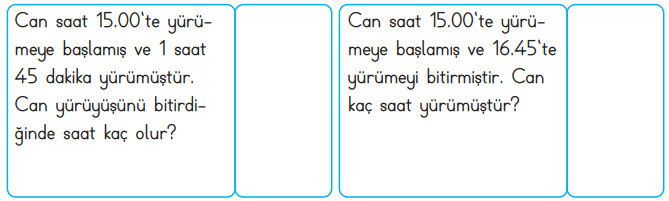 Can saat 15.00'te yürü-
meye başlamış ve 1 saat
45 dakika yürümüştür.
Can yürüyüşünü bitirdi-
ğinde saat kaç olur?
Can saat 15.00'te yürü-
meye başlamış ve 16.45'te
yürümeyi bitirmiştir. Can
kaç saat yürümüştür?